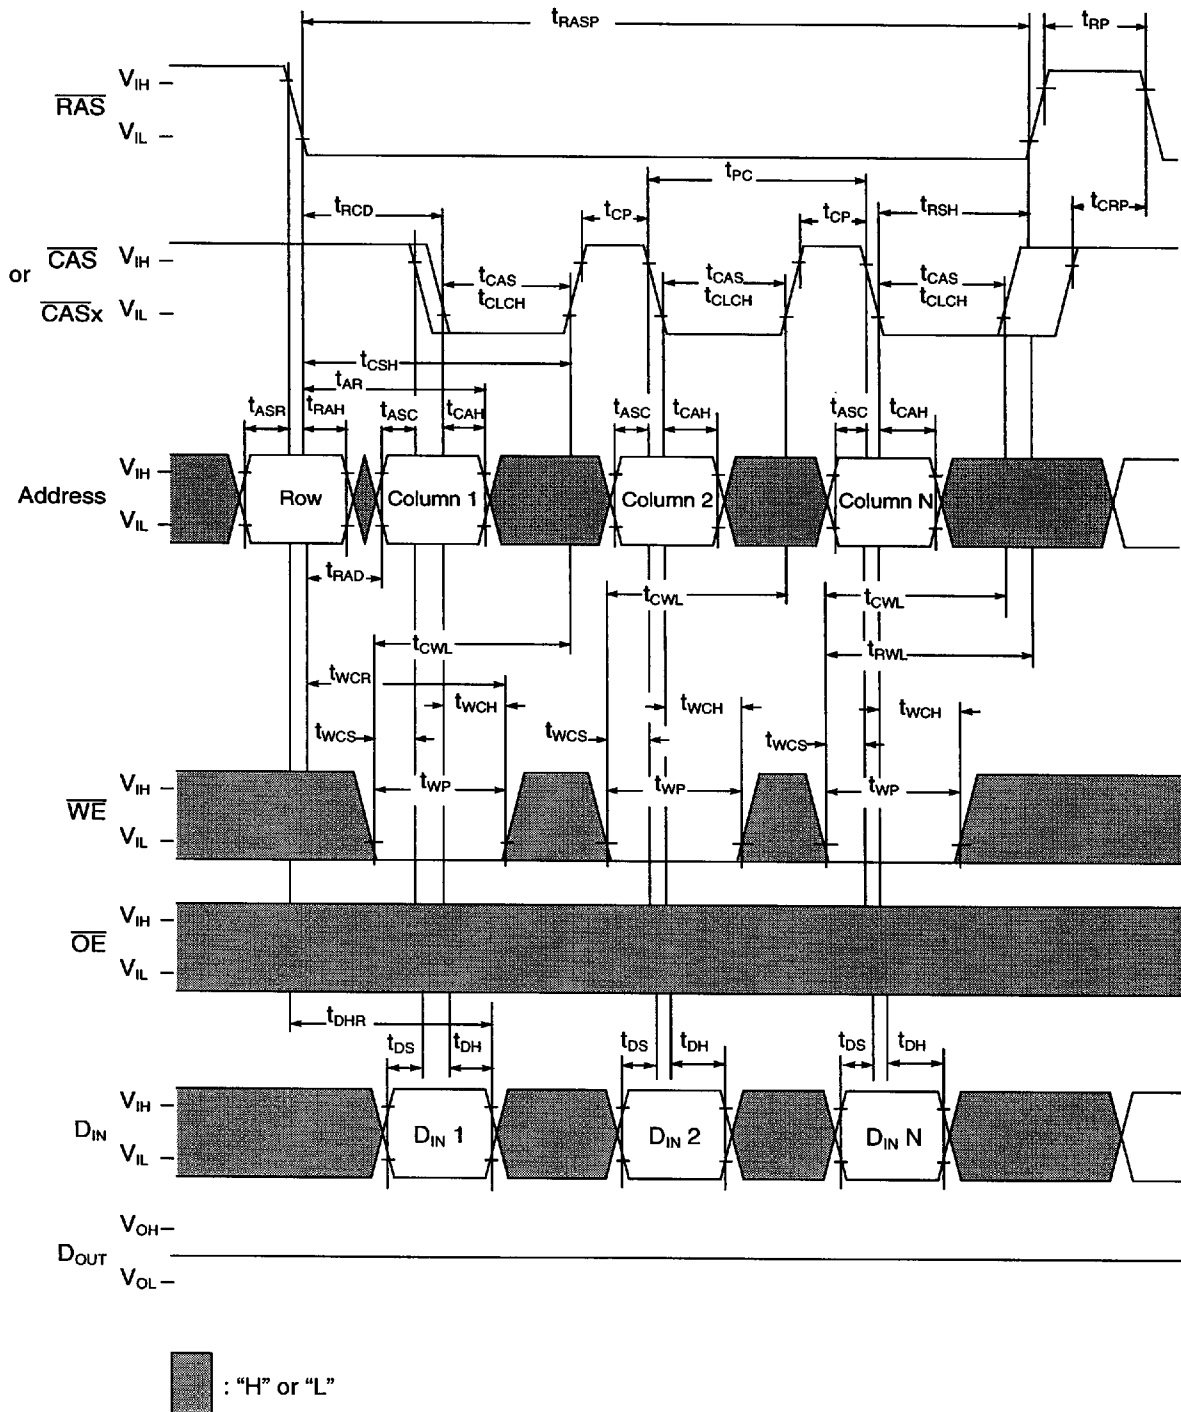 tRASP tRP
VIH
RAS
VIL
tPC
tRCD tCP tCP tRSH tCRP
or CAS VIH
CASx VIL
tCAS tCAS tCAS
tCLCH tCLCH tCLCH
tCSH
tAR
tASR tRAH tASC tCAH tASC tCAH tASC tCAH
VIH
Address Row Column 1 Column 2 Column N
VIL
tRAD
tCWL tCWL
tCWL tRWL
tWCR
tWCH tWCH tWCH
tWCS tWCS tWCS
VIH
tWP tWP tWP
WE
VIL
VIH
OE
VIL
tDHR
tDS tDH tDS tDH tDS tDH
VIH
DIN DIN 1 DIN 2 DIN N
VIL
VOH
DOUT
VOL
: “H” or “L”